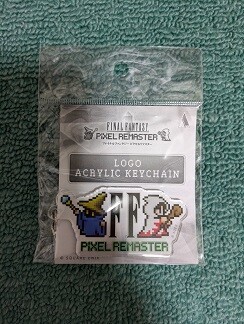 FINAL FANTASY
PIXEL REMASTER
LOGO
ACRYLIC KEYCHAIN
FF
PIXEL REMASTER